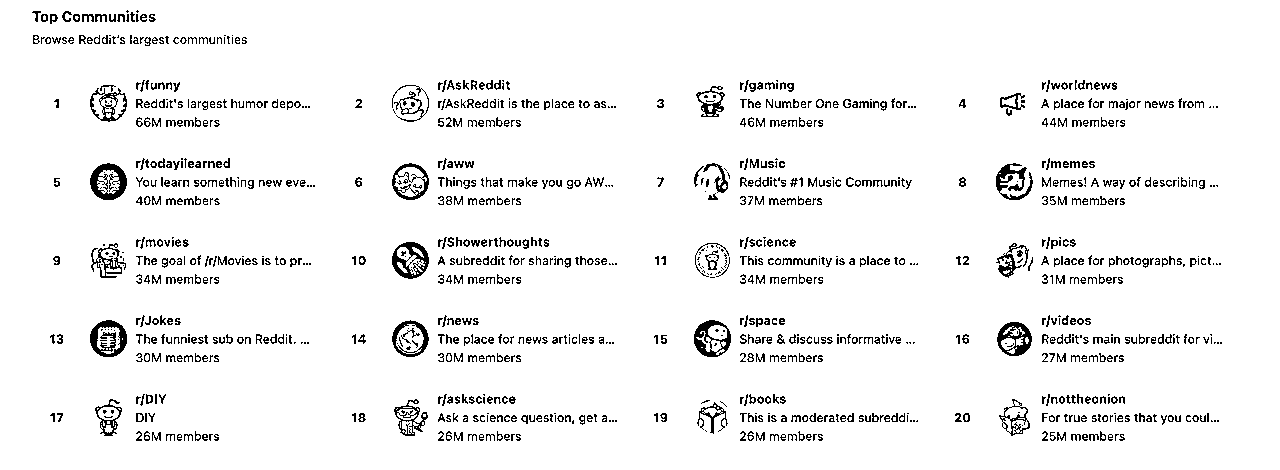 Top Communities
Browse Reddit's largest communities
1
r/funny
Reddit's largest humor depo...
66M members
2
r/AskReddit
r/AskReddit is the place to as...
52M members
3
r/gaming
The Number One Gaming for...
46M members
4
r/worldnews
A place for major news from ...
44M members
5
r/todayilearned
You learn something new eve...
40M members
6
r/aww
Things that make you go AW...
38M members
7
r/Music
Reddit's #1 Music Community
37M members
8
r/memes
Memes! A way of describing ...
35M members
9
r/movies
The goal of /r/Movies is to pr...
34M members
10
r/Showerthoughts
A subreddit for sharing those...
34M members
11
r/science
This community is a place to ...
34M members
12
r/pics
A place for photographs, pict...
31M members
13
r/Jokes
The funniest sub on Reddit. ...
30M members
14
r/news
The place for news articles a...
30M members
15
r/space
Share & discuss informative ...
28M members
16
r/videos
Reddit's main subreddit for vi...
27M members
17
r/DIY
DIY
26M members
18
r/askscience
Ask a science question, get a...
26M members
19
r/books
This is a moderated subreddi...
26M members
20
r/nottheonion
For true stories that you coul...
25M members